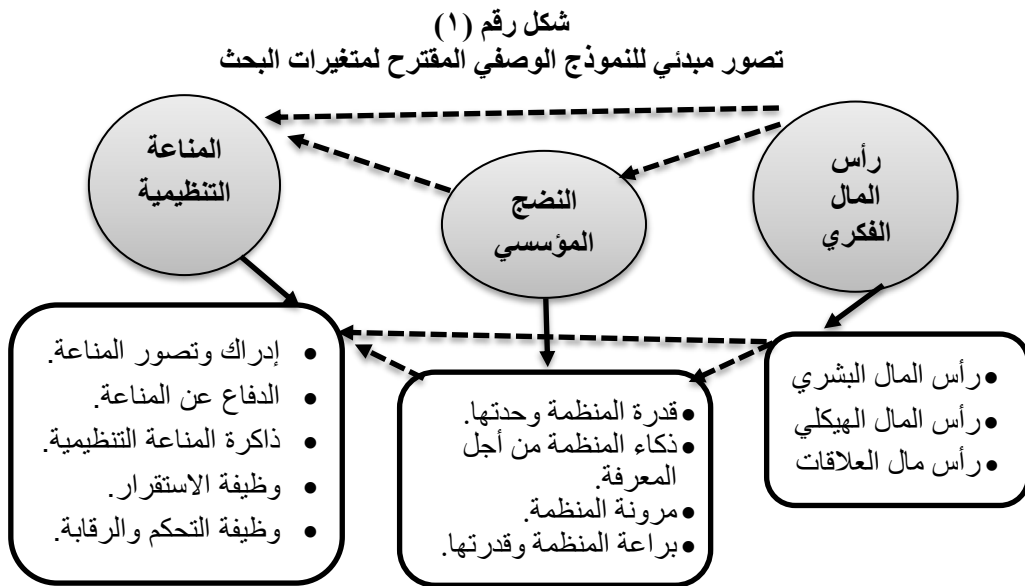 شكل رقم (١)
تصور مبدئي للنموذج الوصفي المقترح لمتغيرات البحث
رأس
المال
الفكري
النضج
المؤسسي
المناعة
التنظيمية
• رأس المال البشري
• رأس المال الهيكلي
• رأس مال العلاقات
• قدرة المنظمة وحدتها.
• ذكاء المنظمة من أجل
المعرفة.
• مرونة المنظمة.
• براعة المنظمة وقدرتها.
• إدراك وتصور المناعة.
• الدفاع عن المناعة.
• ذاكرة المناعة التنظيمية.
• وظيفة الاستقرار.
• وظيفة التحكم والرقابة.